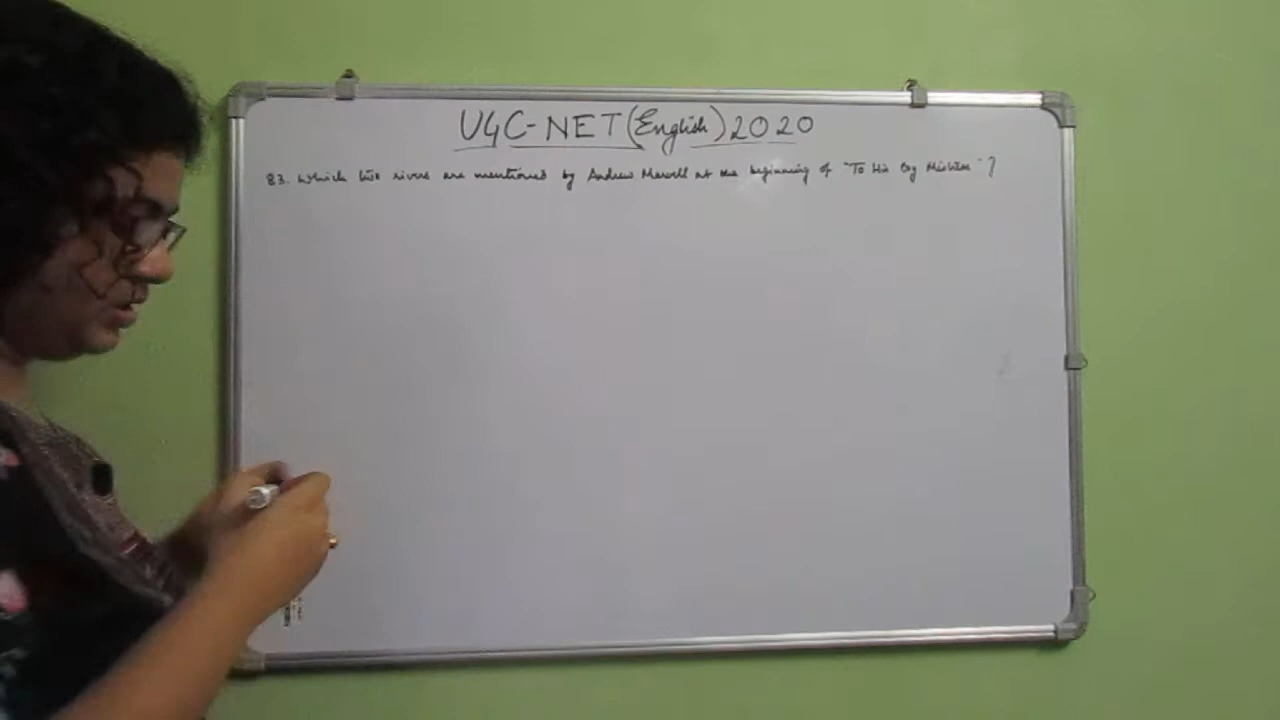 UGC-NET (English) 2020
83. Which two rivers are mentioned by Andrew Marvell at the beginning of "To His Coy Mistress"?